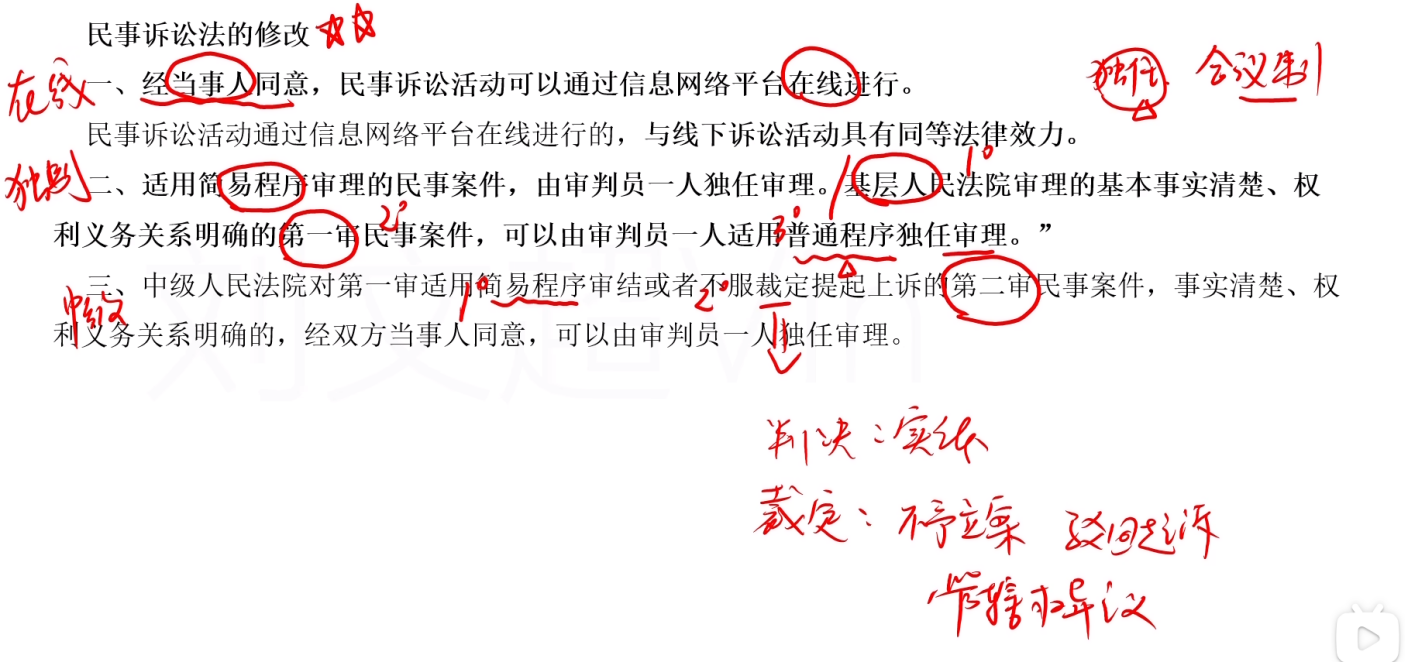 民事诉讼法的修改
在线
一、经当事人同意，民事诉讼活动可以通过信息网络平台在线进行。
独任 合议制
民事诉讼活动通过信息网络平台在线进行的，与线下诉讼活动具有同等法律效力。
1°
二、适用简易程序审理的民事案件，由审判员一人独任审理。基层人民法院审理的基本事实清楚、权
2° 3°
利义务关系明确的第一审民事案件，可以由审判员一人适用普通程序独任审理。”
三、中级人民法院对第一审适用简易程序审结或者不服裁定提起上诉的第二审民事案件，事实清楚、权
1° 2°
利义务关系明确的，经双方当事人同意，可以由审判员一人独任审理。
判决：实体
裁定：不予立案 驳回起诉
管辖权异议